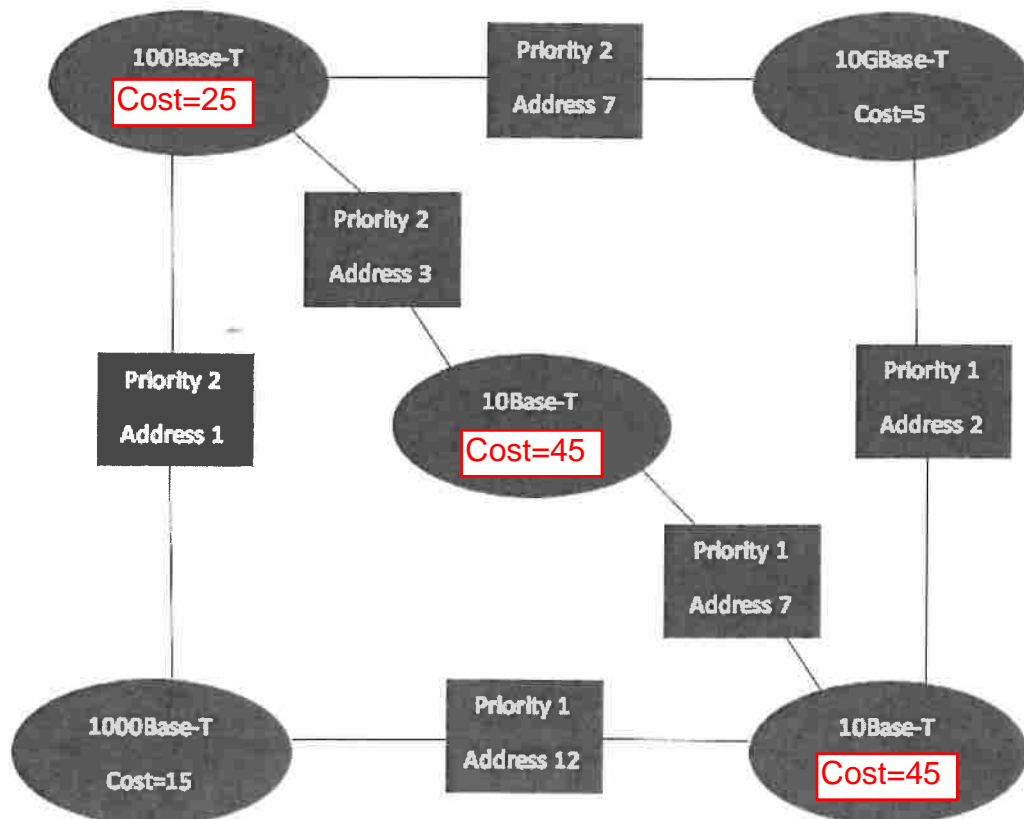 100Base-T
Cost=25
Priority 2
Address 7
10GBase-T
Cost=5
Priority 2
Address 3
Priority 2
Address 1
10Base-T
Cost=45
Priority 1
Address 2
Priority 1
Address 7
1000Base-T
Cost=15
Priority 1
Address 12
10Base-T
Cost=45